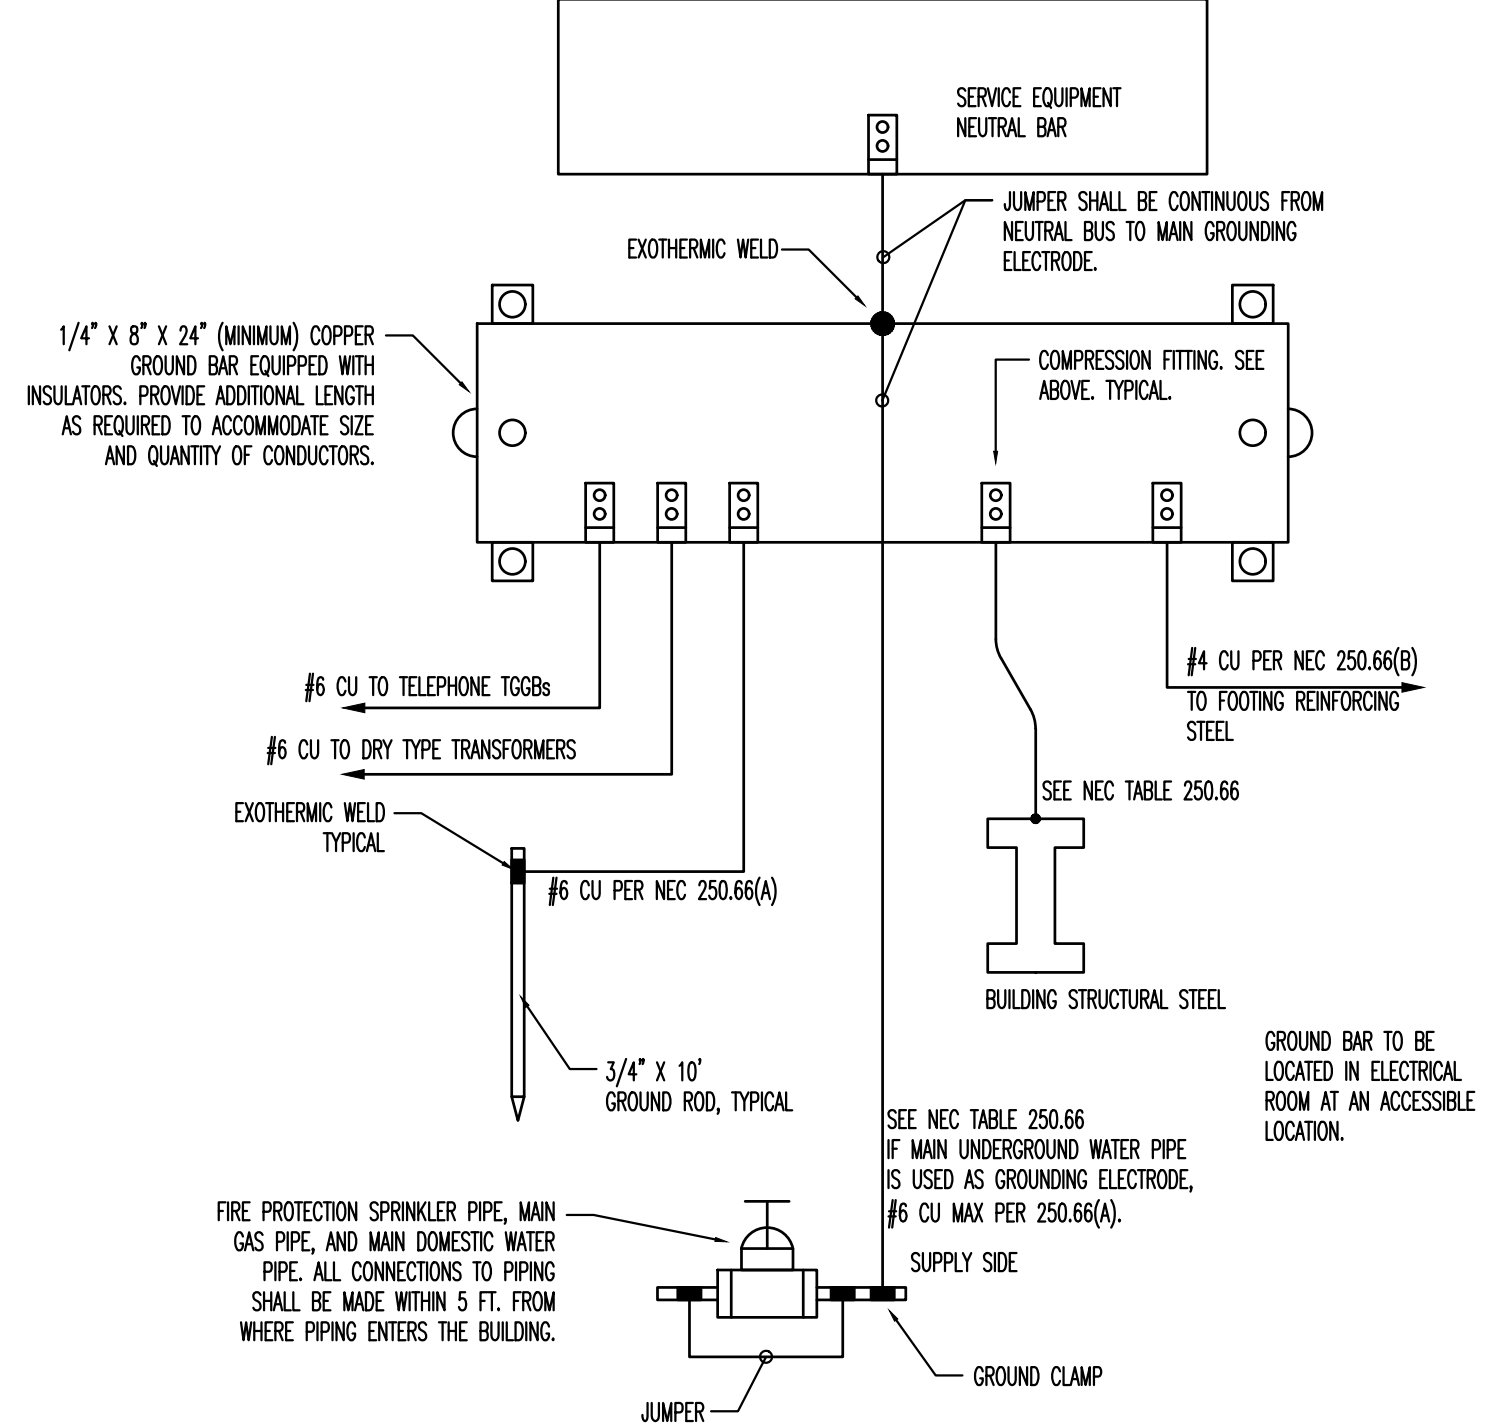 SERVICE EQUIPMENT
NEUTRAL BAR
JUMPER SHALL BE CONTINUOUS FROM
NEUTRAL BUS TO MAIN GROUNDING
ELECTRODE.
EXOTHERMIC WELD
1/4" X 8" X 24" (MINIMUM) COPPER
GROUND BAR EQUIPPED WITH
INSULATORS. PROVIDE ADDITIONAL LENGTH
AS REQUIRED TO ACCOMMODATE SIZE
AND QUANTITY OF CONDUCTORS.
COMPRESSION FITTING. SEE
ABOVE. TYPICAL.
#6 CU TO TELEPHONE TGGBs
#4 CU PER NEC 250.66(B)
TO FOOTING REINFORCING
STEEL
#6 CU TO DRY TYPE TRANSFORMERS
EXOTHERMIC WELD
TYPICAL
SEE NEC TABLE 250.66
#6 CU PER NEC 250.66(A)
BUILDING STRUCTURAL STEEL
3/4" X 10'
GROUND ROD, TYPICAL
GROUND BAR TO BE
LOCATED IN ELECTRICAL
ROOM AT AN ACCESSIBLE
LOCATION.
SEE NEC TABLE 250.66
IF MAIN UNDERGROUND WATER PIPE
IS USED AS GROUNDING ELECTRODE,
#6 CU MAX PER 250.66(A).
FIRE PROTECTION SPRINKLER PIPE, MAIN
GAS PIPE, AND MAIN DOMESTIC WATER
PIPE. ALL CONNECTIONS TO PIPING
SHALL BE MADE WITHIN 5 FT. FROM
WHERE PIPING ENTERS THE BUILDING.
SUPPLY SIDE
GROUND CLAMP
JUMPER